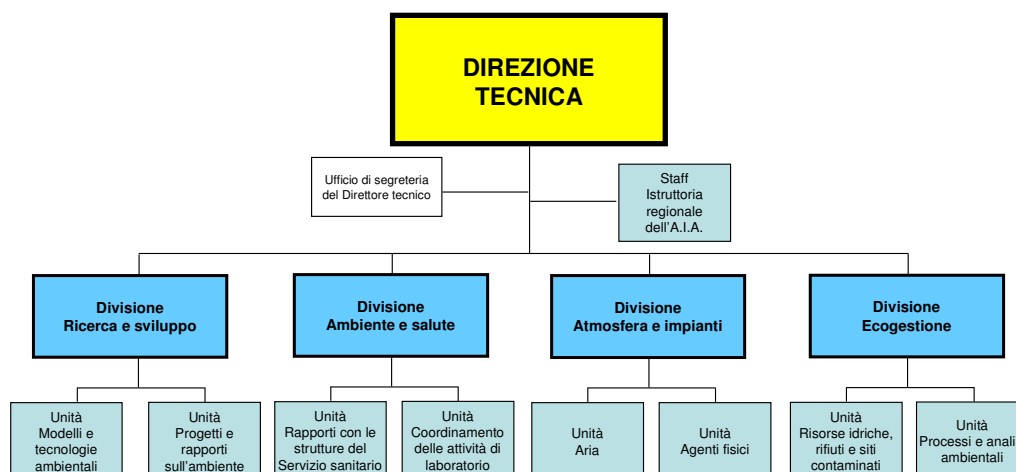 DIREZIONE
TECNICA
Ufficio di segreteria
del Direttore tecnico
Staff
Istruttoria
regionale
dell'A.I.A.
Divisione
Ricerca e sviluppo
Divisione
Ambiente e salute
Divisione
Atmosfera e impianti
Divisione
Ecogestione
Unità
Modelli e
tecnologie
ambientali
Unità
Progetti e
rapporti
sull'ambiente
Unità
Rapporti con le
strutture del
Servizio sanitario
Unità
Coordinamento
delle attività di
laboratorio
Unità
Aria
Unità
Agenti fisici
Unità
Risorse idriche,
rifiuti e siti
contaminati
Unità
Processi e
ambientali